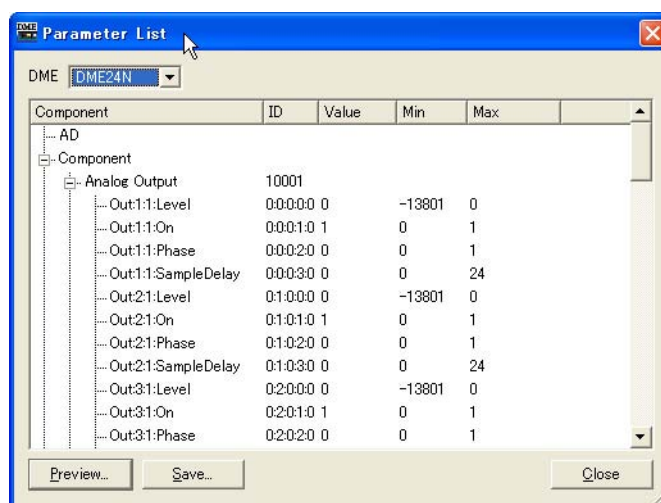 DME
Parameter List
DME DME24N
Component ID Value Min Max
AD
Component
Analog Output 10001
Out:1:1:Level 0:0:0:0:0 0 -13801 0
Out:1:1:On 0:0:0:1:0 1 0 1
Out:1:1:Phase 0:0:0:2:0 0 0 1
Out:1:1:SampleDelay 0:0:0:3:0 0 0 24
Out:2:1:Level 0:1:0:0:0 0 -13801 0
Out:2:1:On 0:1:0:1:0 1 0 1
Out:2:1:Phase 0:1:0:2:0 0 0 1
Out:2:1:SampleDelay 0:1:0:3:0 0 0 24
Out:3:1:Level 0:2:0:0:0 0 -13801 0
Out:3:1:On 0:2:0:1:0 1 0 1
Out:3:1:Phase 0:2:0:2:0 0 0 1
Preview... Save... Close